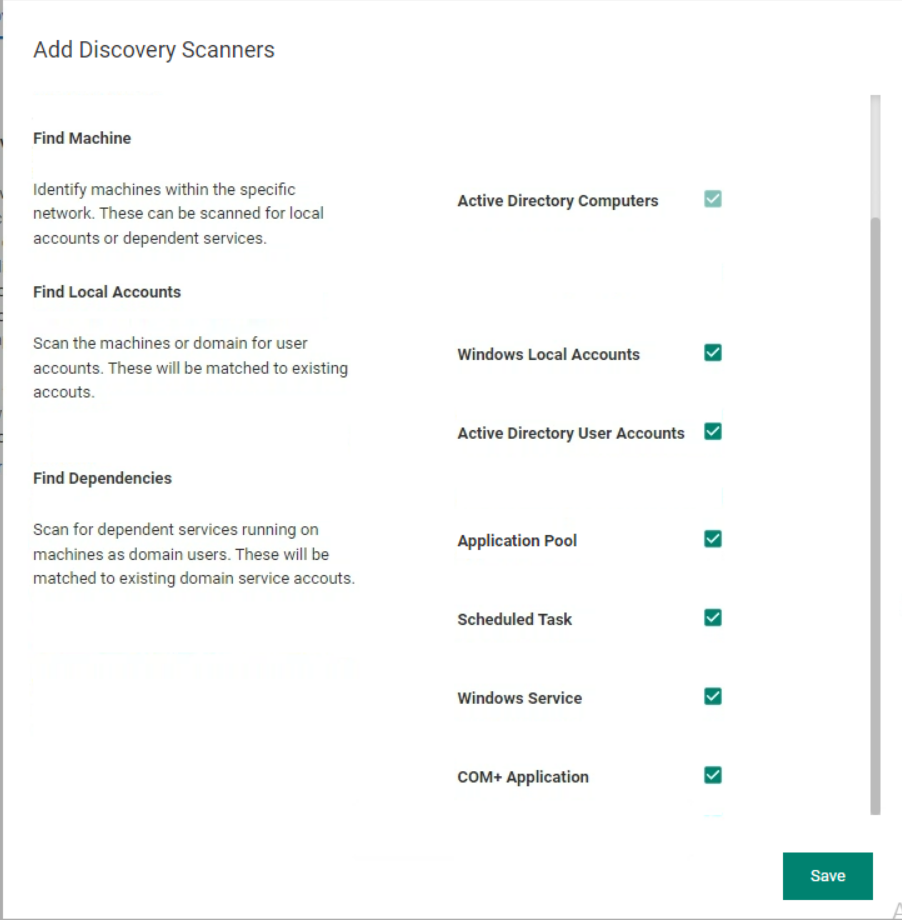 Add Discovery Scanners
Find Machine
Identify machines within the specific
network. These can be scanned for local
accounts or dependent services.
Active Directory Computers
Find Local Accounts
Scan the machines or domain for user
accounts. These will be matched to existing
accouts.
Windows Local Accounts
Active Directory User Accounts
Find Dependencies
Scan for dependent services running on
machines as domain users. These will be
matched to existing domain service accouts.
Application Pool
Scheduled Task
Windows Service
COM+ Application
Save